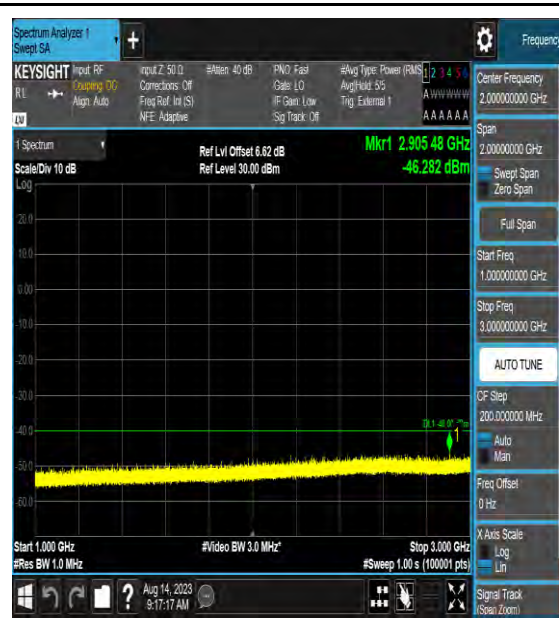 Spectrum Analyzer 1
Swept SA
Frequency
KEYSIGHT
Input: RF
Coupling: DC
Align: Auto
Input Z: 50 Ω
Corrections: Off
Freq Ref: Int (S)
NFE: Adaptive
#Atten: 40 dB
PNO: Fast
Gate: LO
IF Gain: Low
Sig Track: Off
#Avg Type: Power (RMS
Avg|Hold: 5/5
Trig: External 1
1 2 3 4 5 6
A W W W W W
A A A A A A
RL
LV
1 Spectrum
Scale/Div 10 dB
Ref Lvl Offset 6.62 dB
Ref Level 30.00 dBm
Mkr1 2.905 48 GHz
-46.282 dBm
Log
20.0
10.0
0.00
-10.0
-20.0
-30.0
-40.0
-50.0
-60.0
1
Start 1.000 GHz
#Res BW 1.0 MHz
#Video BW 3.0 MHz*
Stop 3.000 GHz
#Sweep 1.00 s (100001 pts)
Aug 14, 2023
9:17:17 AM
Center Frequency
2.000000000 GHz
Span
2.00000000 GHz
Swept Span
Zero Span
Full Span
Start Freq
1.000000000 GHz
Stop Freq
3.000000000 GHz
AUTO TUNE
CF Step
200.000000 MHz
Auto
Man
Freq Offset
0 Hz
X Axis Scale
Log
Lin
Signal Track
(Span Zoom)